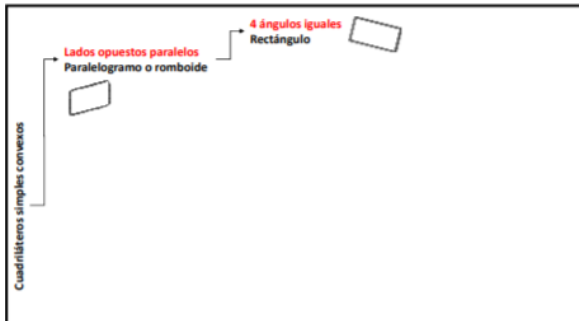 4 ángulos iguales
Rectángulo
Lados opuestos paralelos
Paralelogramo o romboide
Cuadriláteros simples convexos